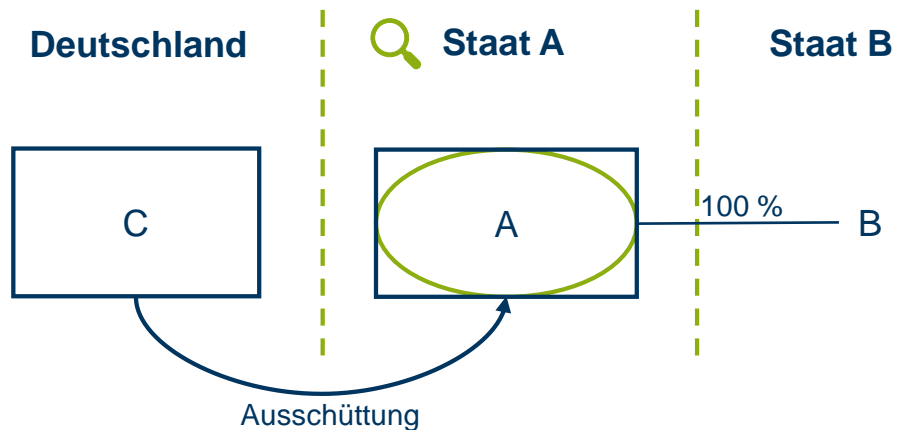 Deutschland
Staat A
Staat B
C
A
100 %
B
Ausschüttung